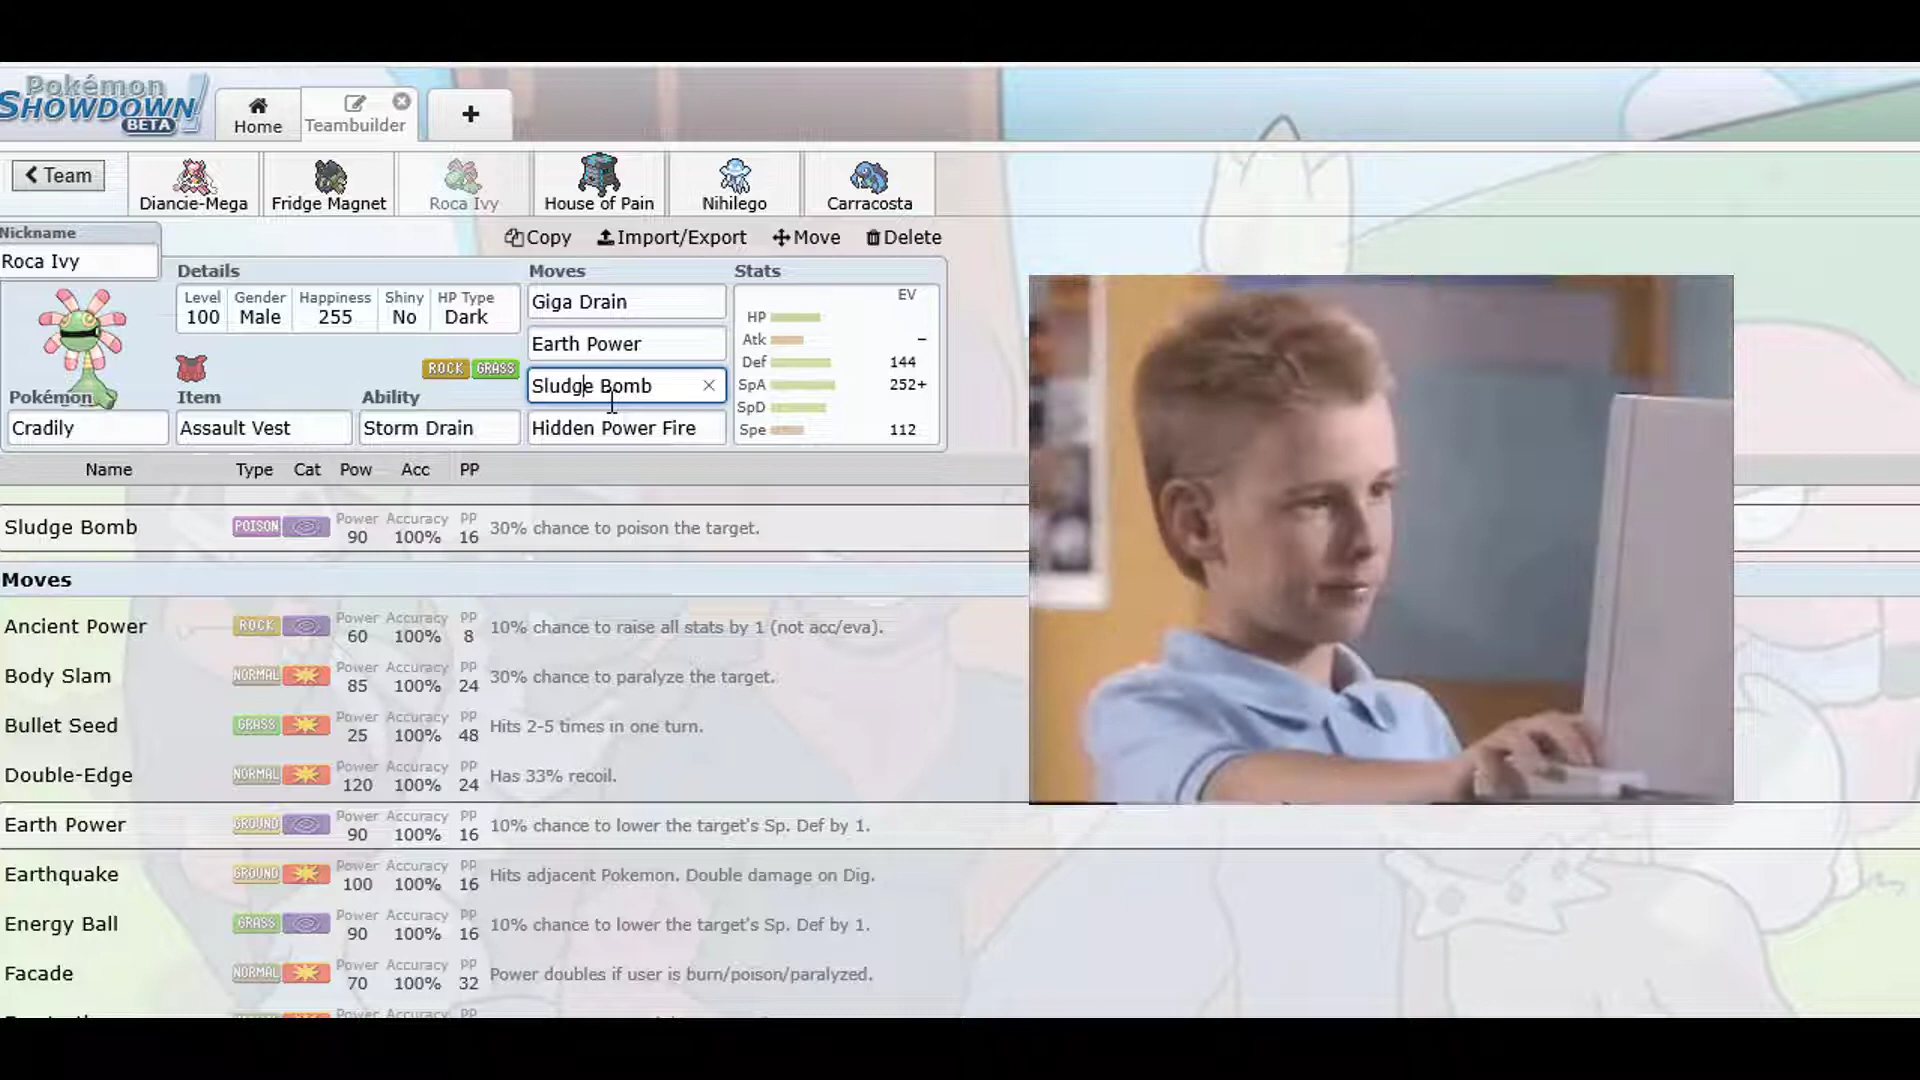 Pokémon
SHOWDOWN!
BETA
Home
Teambuilder
+
Team
Diancie-Mega
Fridge Magnet
Roca Ivy
House of Pain
Nihilego
Carracosta
Copy Import/Export Move Delete
Nickname
Roca Ivy
Details
Level Gender Happiness Shiny HP Type
100 Male 255 No Dark
ROCK GRASS
Pokémon Item Ability
Cradily Assault Vest Storm Drain
Moves
Giga Drain
Earth Power
Sludge Bomb
Hidden Power Fire
Stats
EV
HP
Atk −
Def 144
SpA 252+
SpD
Spe 112
Name Type Cat Pow Acc PP
Sludge Bomb POISON Power 90 Accuracy 100% PP 16 30% chance to poison the target.
Moves
Ancient Power ROCK Power 60 Accuracy 100% PP 8 10% chance to raise all stats by 1 (not acc/eva).
Body Slam NORMAL Power 85 Accuracy 100% PP 24 30% chance to paralyze the target.
Bullet Seed GRASS Power 25 Accuracy 100% PP 48 Hits 2-5 times in one turn.
Double-Edge NORMAL Power 120 Accuracy 100% PP 24 Has 33% recoil.
Earth Power GROUND Power 90 Accuracy 100% PP 16 10% chance to lower the target's Sp. Def by 1.
Earthquake GROUND Power 100 Accuracy 100% PP 16 Hits adjacent Pokemon. Double damage on Dig.
Energy Ball GRASS Power 90 Accuracy 100% PP 16 10% chance to lower the target's Sp. Def by 1.
Facade NORMAL Power 70 Accuracy 100% PP 32 Power doubles if user is burn/poison/paralyzed.